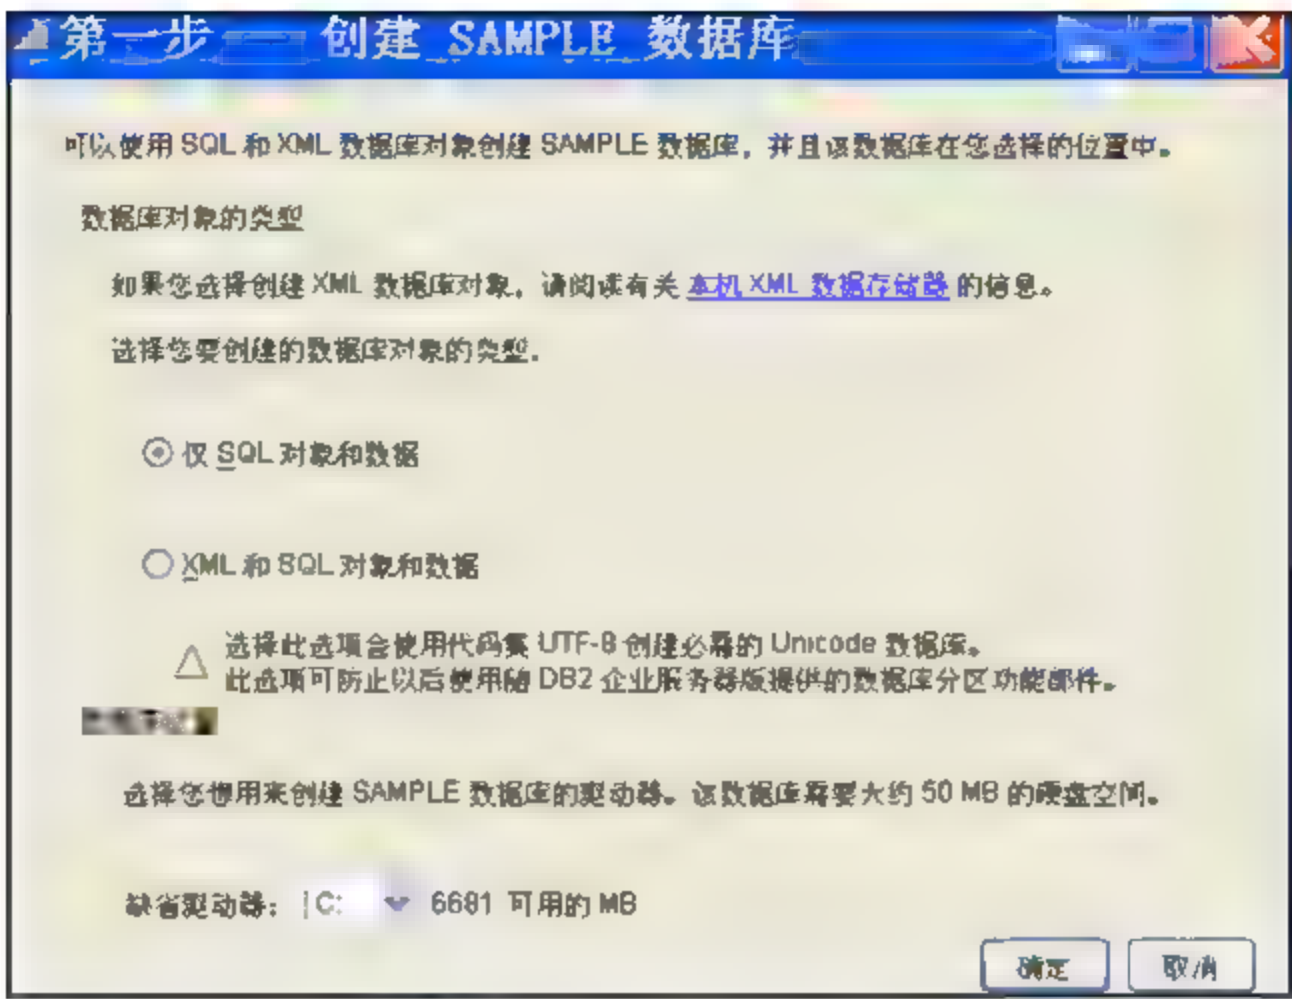 第一步 —— 创建 SAMPLE 数据库
可以使用 SQL 和 XML 数据库对象创建 SAMPLE 数据库，并且该数据库在您选择的位置中。
数据库对象的类型
如果您选择创建 XML 数据库对象，请阅读有关 本机 XML 数据存储器 的信息。
选择您要创建的数据库对象的类型.
仅 SQL 对象和数据
XML 和 SQL 对象和数据
选择此选项会使用代码集 UTF-8 创建必需的 Unicode 数据库。
此选项可防止以后使用随 DB2 企业服务器版提供的数据库分区功能部件。
选择您想用来创建 SAMPLE 数据库的驱动器。该数据库需要大约 50 MB 的硬盘空间。
缺省驱动器： C: 6681 可用的 MB
确定 取消